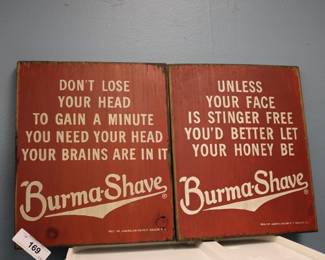 DON'T LOSE
YOUR HEAD
TO GAIN A MINUTE
YOU NEED YOUR HEAD
YOUR BRAINS ARE IN IT
Burma-Shave®
169
UNLESS
YOUR FACE
IS STINGER FREE
YOU'D BETTER LET
YOUR HONEY BE
Burma-Shave®